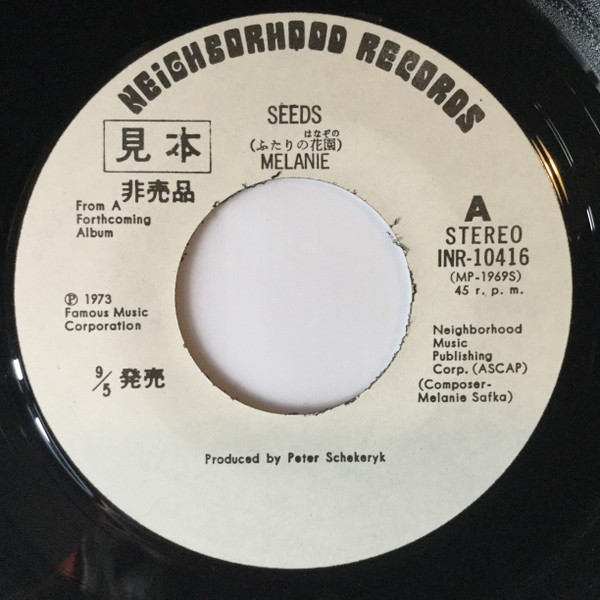 NEIGHBORHOOD RECORDS
SEEDS
はなぞの
(ふたりの花園)
MELANIE
見本
非売品
From A
Forthcoming
Album
A
STEREO
INR-10416
(MP-1969S)
45 r. p. m.
Ⓟ 1973
Famous Music
Corporation
Neighborhood
Music
Publishing
Corp. (ASCAP)
(Composer-
Melanie Safka)
9/5 発売
Produced by Peter Schekeryk